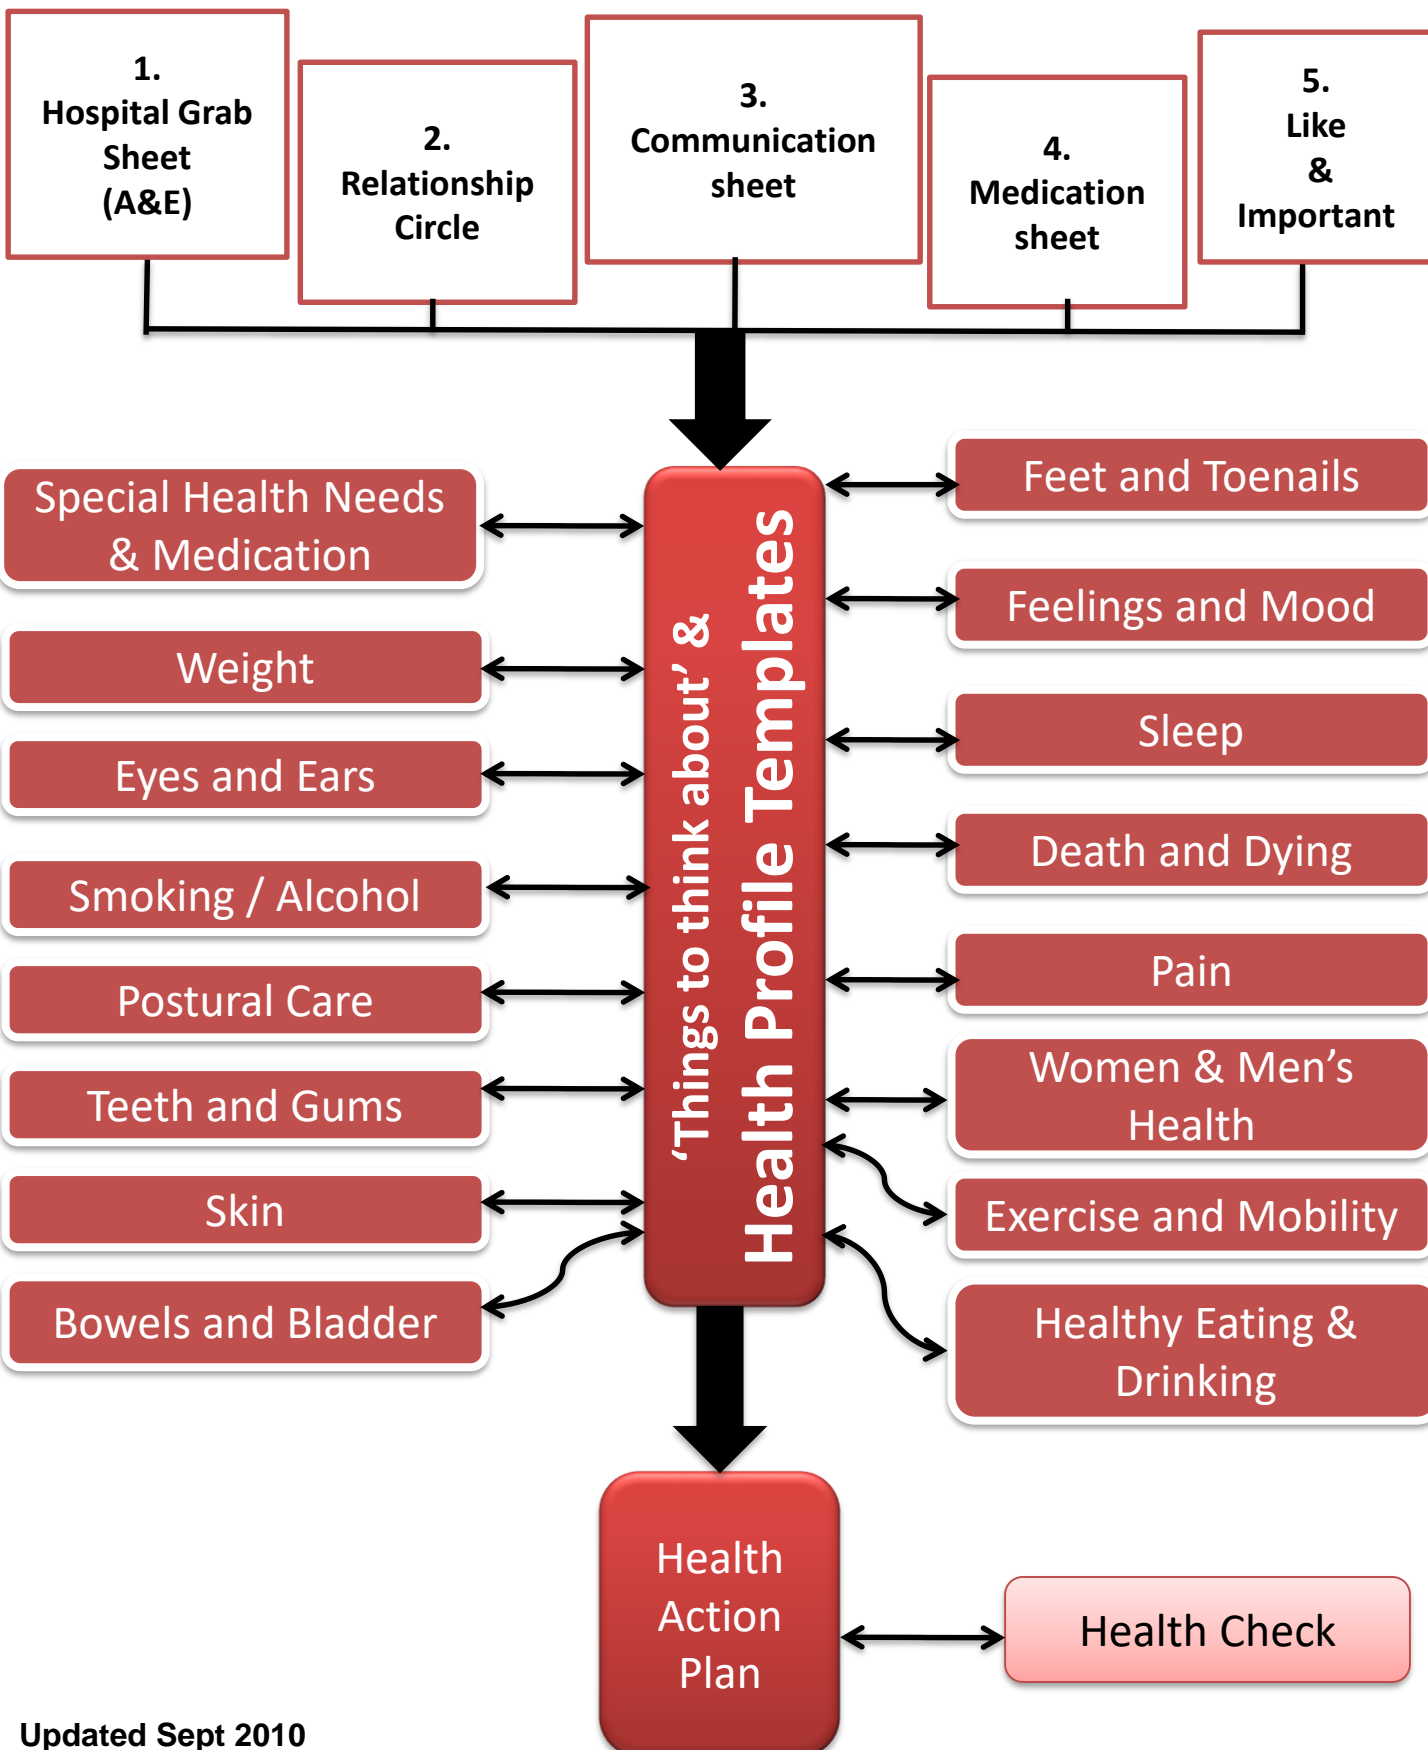 1.
Hospital Grab
Sheet
(A&E)
2.
Relationship
Circle
3.
Communication
sheet
4.
Medication
sheet
5.
Like
&
Important
Special Health Needs
& Medication
Weight
Eyes and Ears
Smoking / Alcohol
Postural Care
Teeth and Gums
Skin
Bowels and Bladder
‘Things to think about’ &
Health Profile Templates
Feet and Toenails
Feelings and Mood
Sleep
Death and Dying
Pain
Women & Men’s
Health
Exercise and Mobility
Healthy Eating &
Drinking
Health
Action
Plan
Health Check
Updated Sept 2010